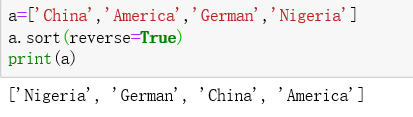 a=['China','America','German','Nigeria']
a.sort(reverse=True)
print(a)
['Nigeria', 'German', 'China', 'America']